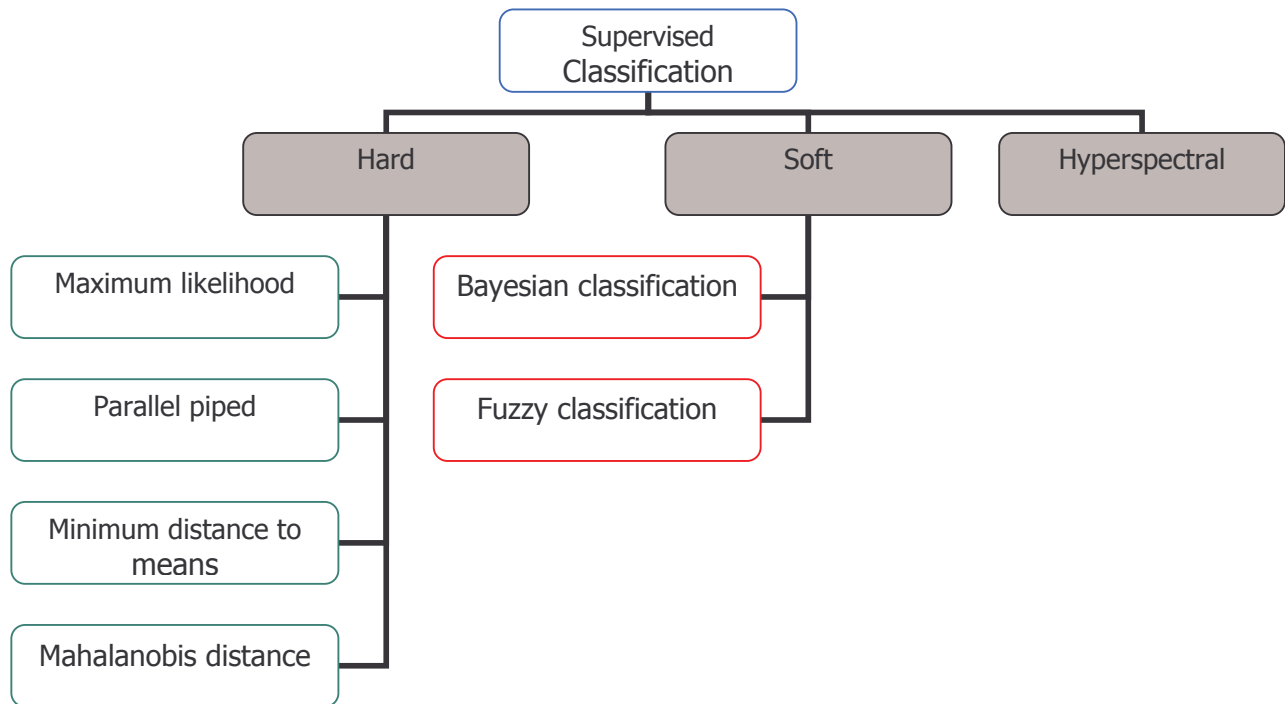 Supervised
Classification
Hard
Soft
Hyperspectral
Maximum likelihood
Bayesian classification
Parallel piped
Fuzzy classification
Minimum distance to
means
Mahalanobis distance